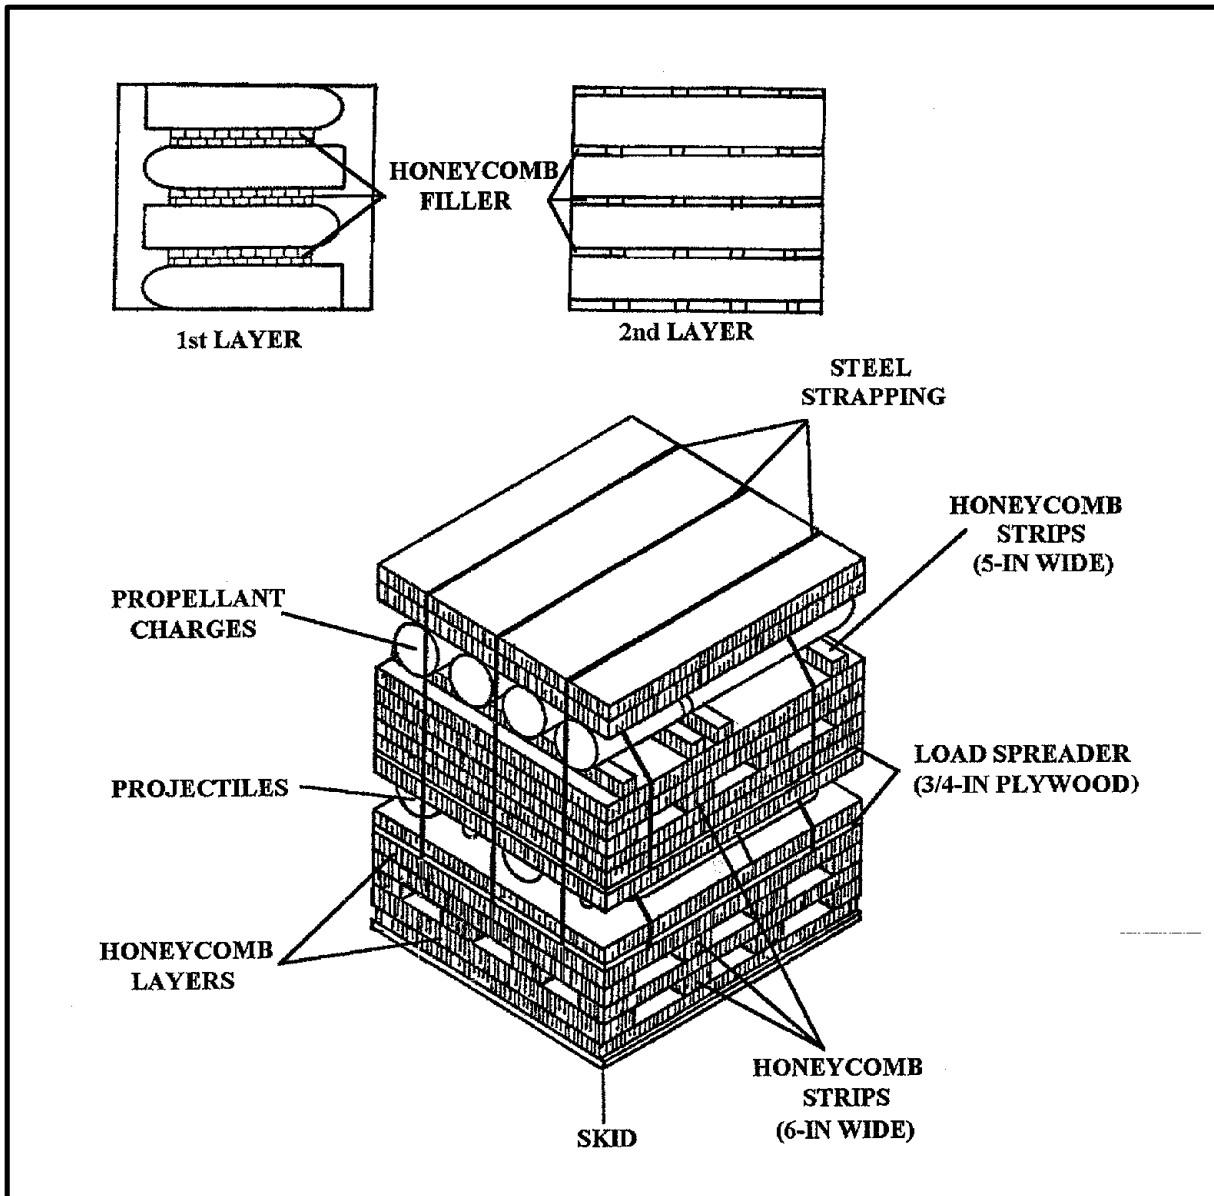 HONEYCOMB
FILLER
1st LAYER
2nd LAYER
STEEL
STRAPPING
HONEYCOMB
STRIPS
(5-IN WIDE)
PROPELLANT
CHARGES
PROJECTILES
LOAD SPREADER
(3/4-IN PLYWOOD)
HONEYCOMB
LAYERS
HONEYCOMB
STRIPS
(6-IN WIDE)
SKID